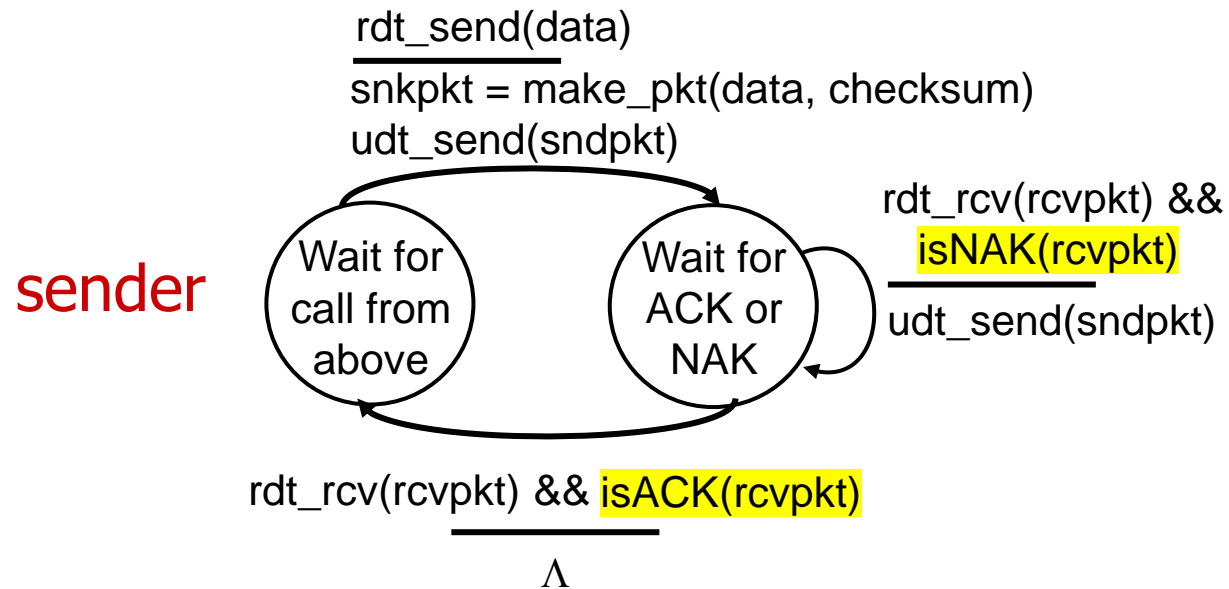 rdt_send(data)
snkpkt = make_pkt(data, checksum)
udt_send(sndpkt)
rdt_rcv(rcvpkt) &&
isNAK(rcvpkt)
udt_send(sndpkt)
sender
Wait for
call from
above
Wait for
ACK or
NAK
rdt_rcv(rcvpkt) && isACK(rcvpkt)
Λ